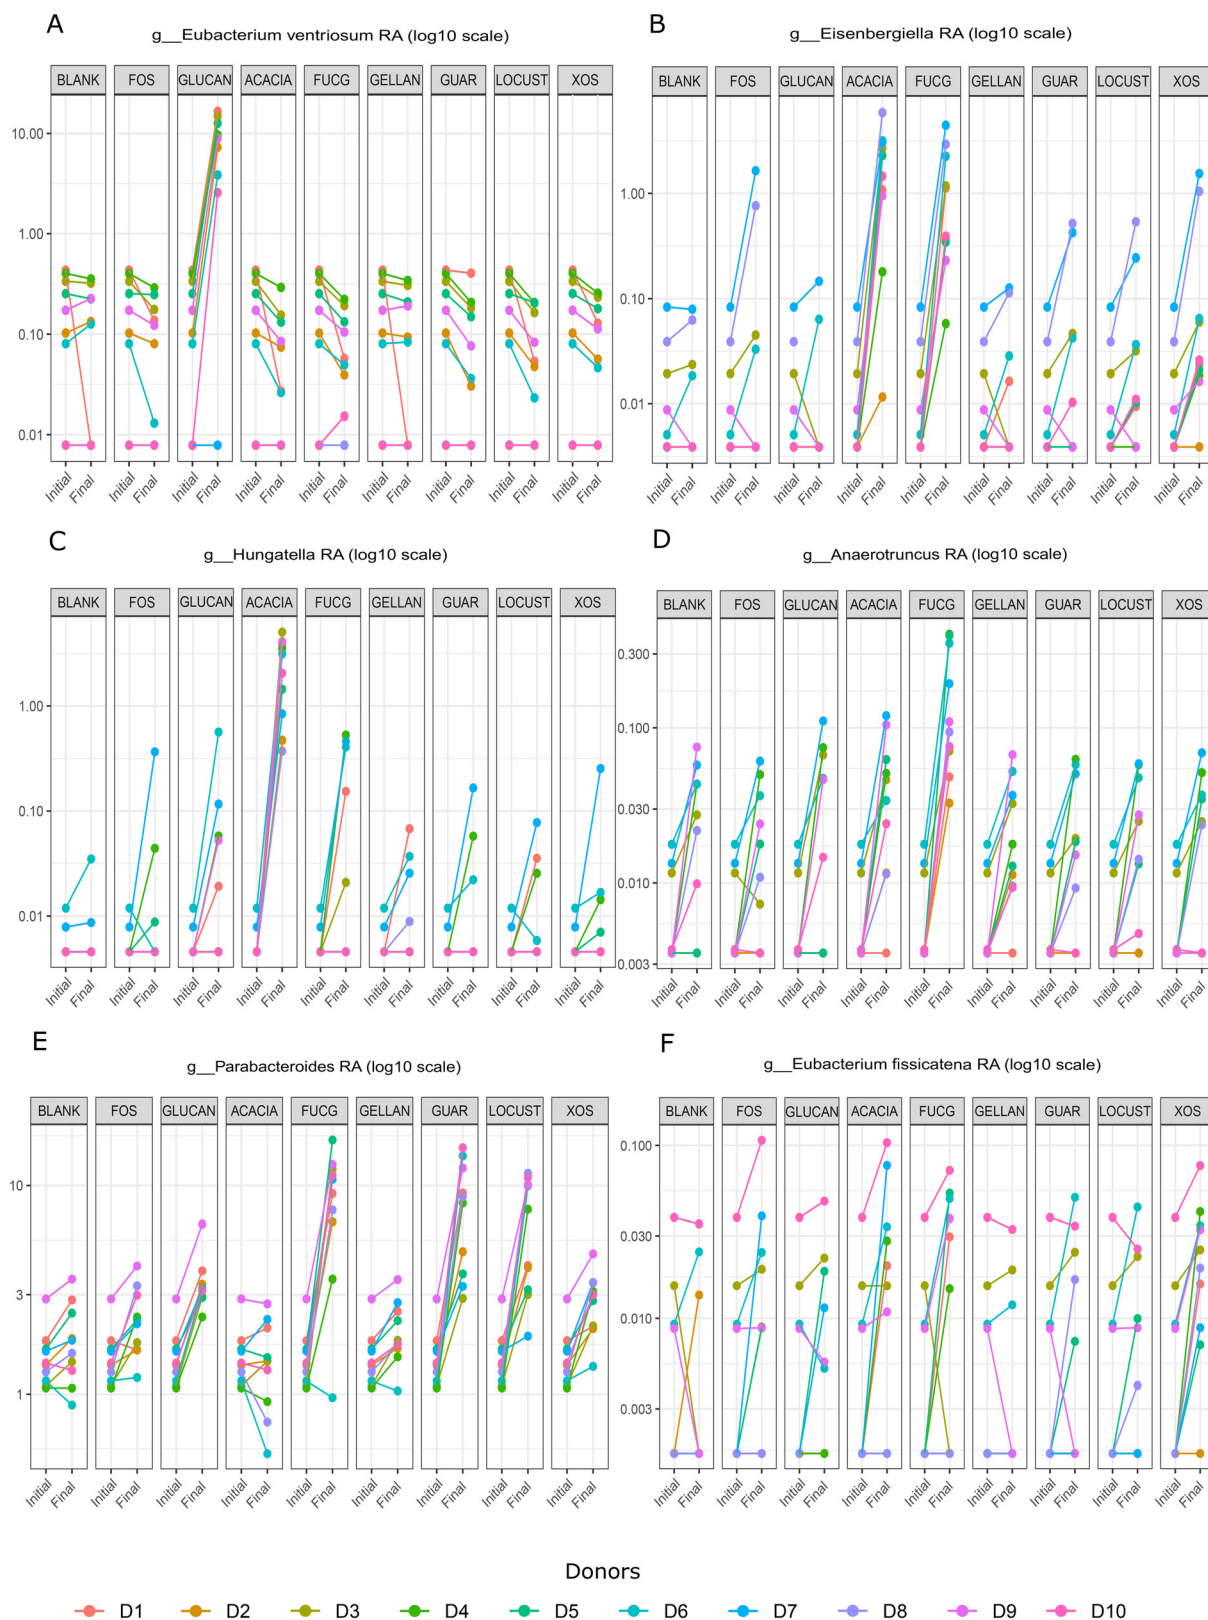 A
g__Eubacterium ventriosum RA (log10 scale)
BLANK FOS GLUCAN ACACIA FUCG GELLAN GUAR LOCUST XOS
10.00
1.00
0.10
0.01
Initial Final Initial Final Initial Final Initial Final Initial Final Initial Final Initial Final Initial Final Initial Final
B
g__Eisenbergiella RA (log10 scale)
BLANK FOS GLUCAN ACACIA FUCG GELLAN GUAR LOCUST XOS
1.00
0.10
0.01
Initial Final Initial Final Initial Final Initial Final Initial Final Initial Final Initial Final Initial Final Initial Final
C
g__Hungatella RA (log10 scale)
BLANK FOS GLUCAN ACACIA FUCG GELLAN GUAR LOCUST XOS
1.00
0.10
0.01
Initial Final Initial Final Initial Final Initial Final Initial Final Initial Final Initial Final Initial Final Initial Final
D
g__Anaerotruncus RA (log10 scale)
BLANK FOS GLUCAN ACACIA FUCG GELLAN GUAR LOCUST XOS
0.300
0.100
0.030
0.010
0.003
Initial Final Initial Final Initial Final Initial Final Initial Final Initial Final Initial Final Initial Final Initial Final
E
g__Parabacteroides RA (log10 scale)
BLANK FOS GLUCAN ACACIA FUCG GELLAN GUAR LOCUST XOS
10
3
1
Initial Final Initial Final Initial Final Initial Final Initial Final Initial Final Initial Final Initial Final Initial Final
F
g__Eubacterium fissicatena RA (log10 scale)
BLANK FOS GLUCAN ACACIA FUCG GELLAN GUAR LOCUST XOS
0.100
0.030
0.010
0.003
Initial Final Initial Final Initial Final Initial Final Initial Final Initial Final Initial Final Initial Final Initial Final
Donors
D1 D2 D3 D4 D5 D6 D7 D8 D9 D10